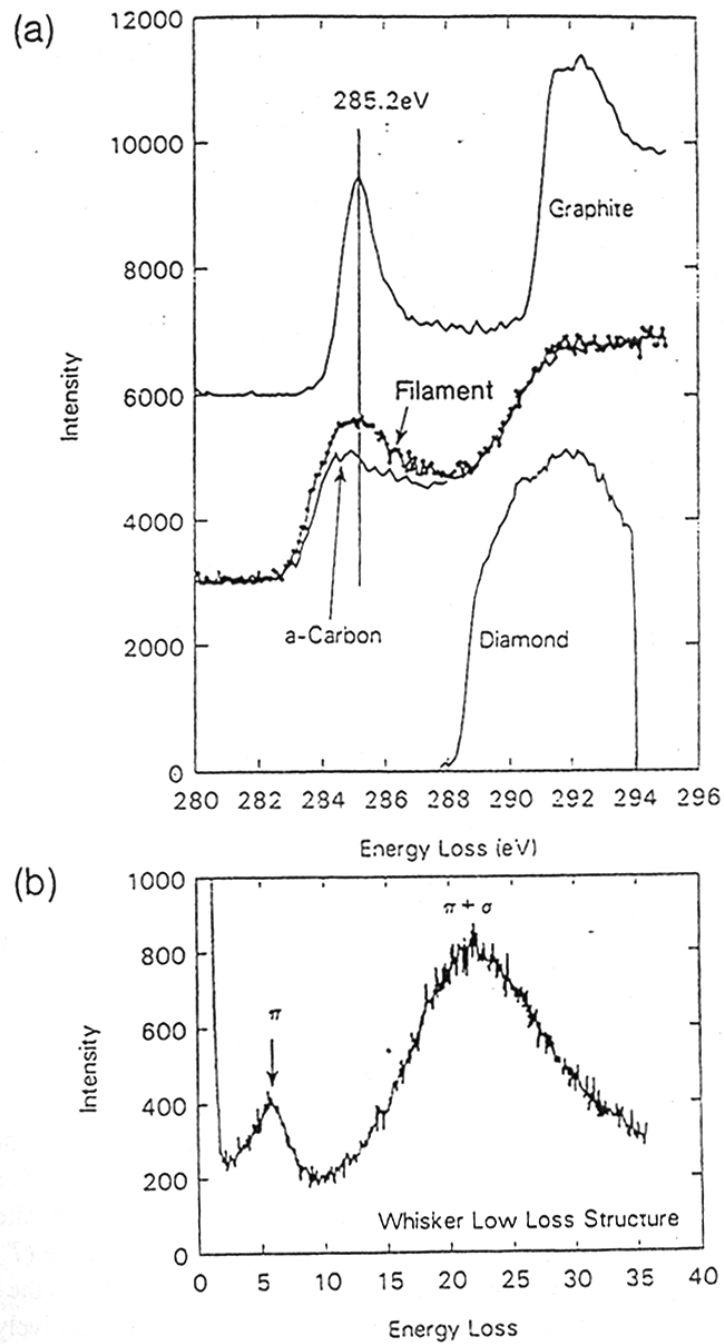 (a)
12000
10000
8000
6000
4000
2000
0
Intensity
285.2eV
Graphite
Filament
a-Carbon
Diamond
280 282 284 286 288 290 292 294 296
Energy Loss (eV)
(b)
1000
800
600
400
200
0
Intensity
π
π + σ
Whisker Low Loss Structure
0 5 10 15 20 25 30 35 40
Energy Loss